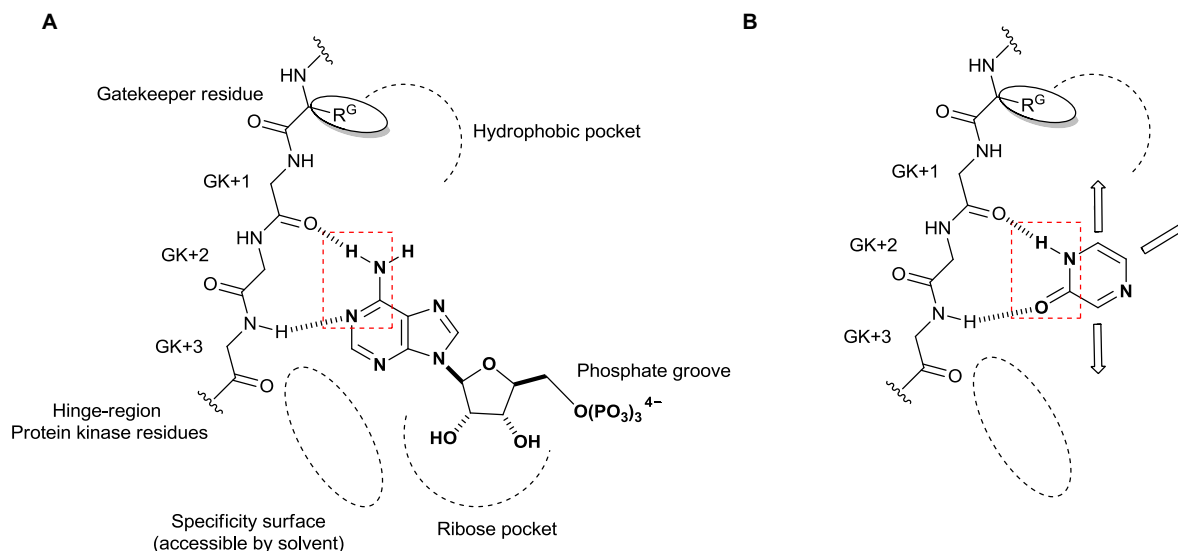 A
HN
Gatekeeper residue
R^G
O
NH
Hydrophobic pocket
GK+1
O
HN
H
H
GK+2
N
O
N
N
N
H
GK+3
N
N
O
O
Phosphate groove
O(PO₃)₃⁴⁻
Hinge-region
Protein kinase residues
HO
OH
Specificity surface
(accessible by solvent)
Ribose pocket
B
HN
R^G
O
NH
GK+1
O
HN
H
N
GK+2
O
N
O
N
H
GK+3
O